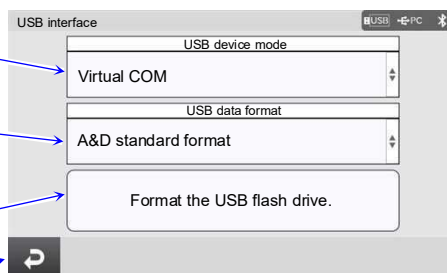 USB interface
USB PC
USB device mode
Virtual COM
USB data format
A&D standard format
Format the USB flash drive.